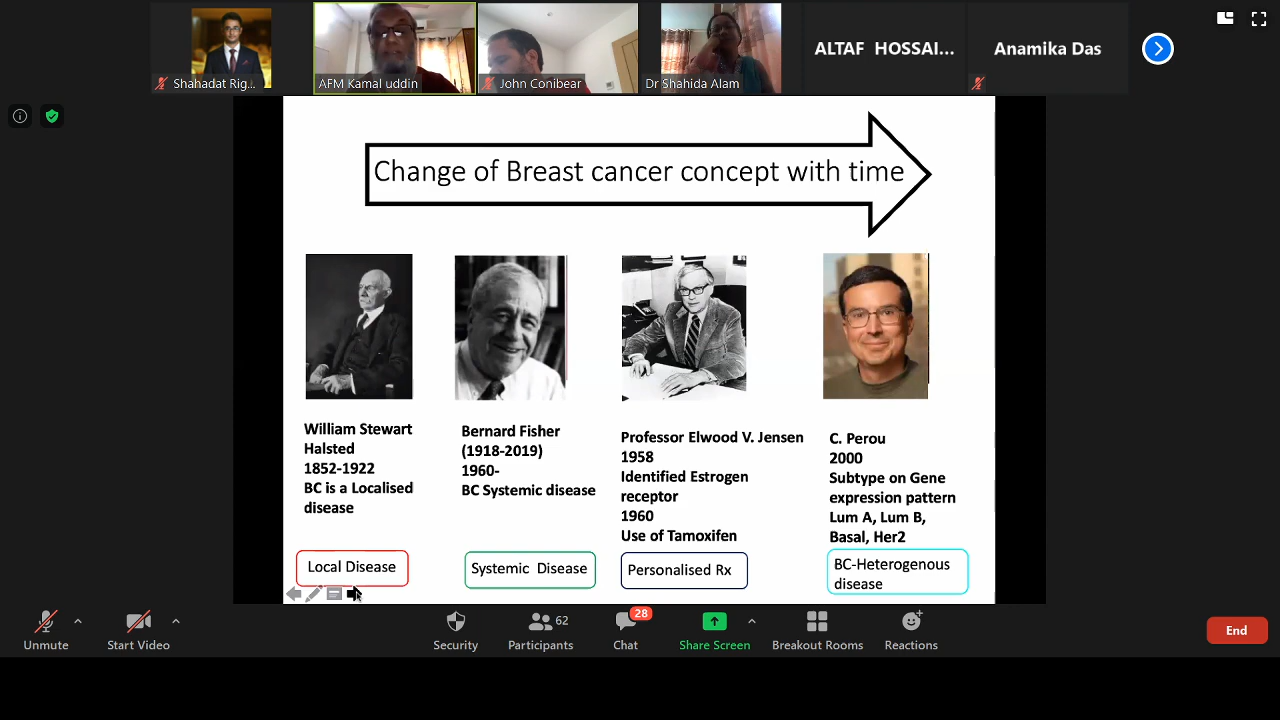 Shahadat Rig...
AFM Kamal uddin
John Conibear
Dr Shahida Alam
ALTAF HOSSAI...
Anamika Das
Change of Breast cancer concept with time
William Stewart
Halsted
1852-1922
BC is a Localised
disease
Bernard Fisher
(1918-2019)
1960-
BC Systemic disease
Professor Elwood V. Jensen
1958
Identified Estrogen
receptor
1960
Use of Tamoxifen
C. Perou
2000
Subtype on Gene
expression pattern
Lum A, Lum B,
Basal, Her2
Local Disease
Systemic Disease
Personalised Rx
BC-Heterogenous
disease
Unmute
Start Video
Security
62
Participants
28
Chat
Share Screen
Breakout Rooms
Reactions
End